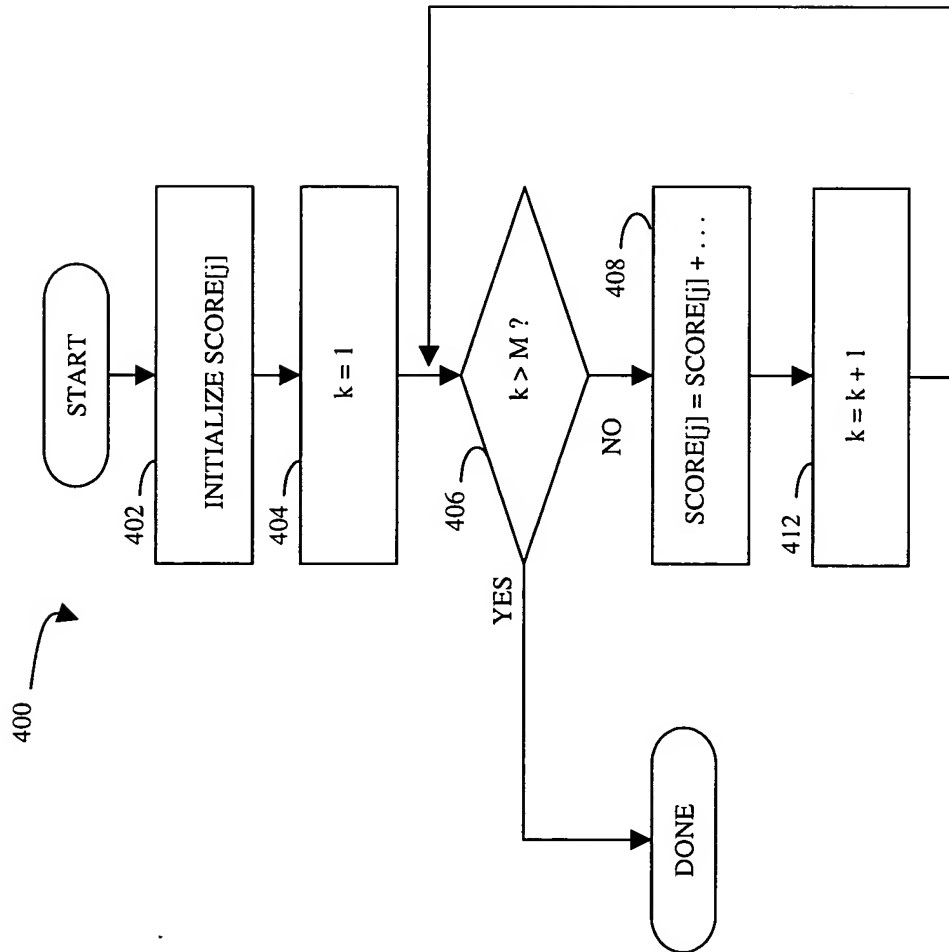 400
START
402
INITIALIZE SCORE[j]
404
k = 1
406
k > M ?
YES
NO
408
SCORE[j] = SCORE[j] + . . .
412
k = k + 1
DONE